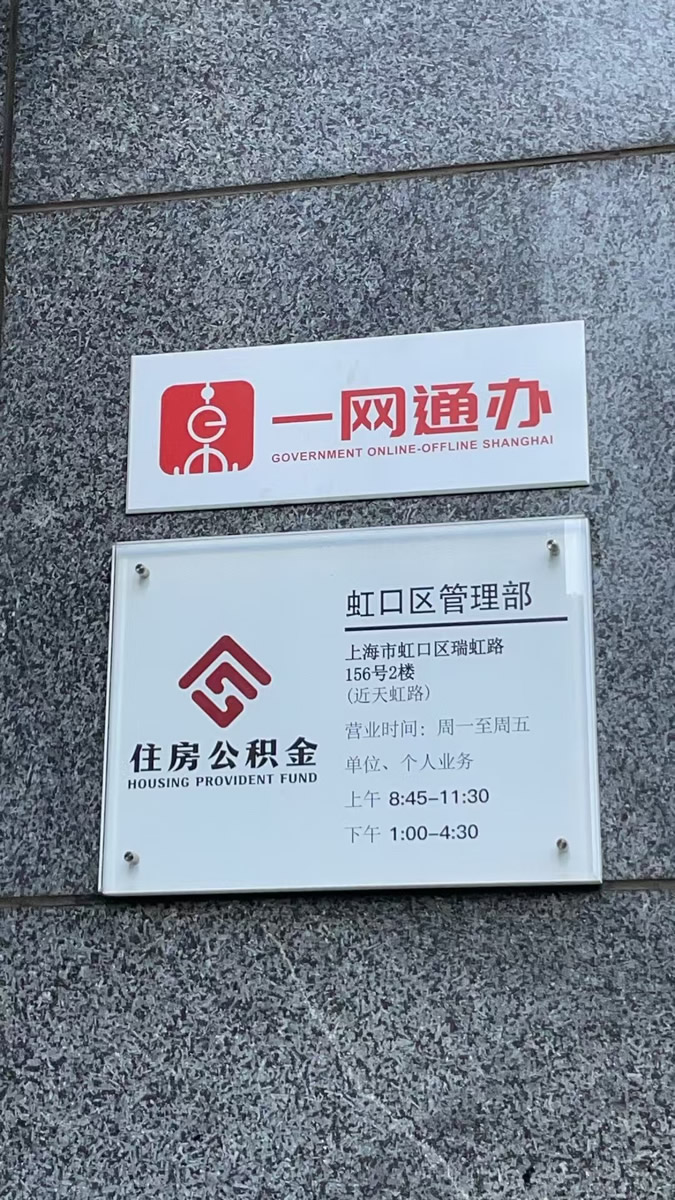 一网通办
GOVERNMENT ONLINE-OFFLINE SHANGHAI
住房公积金
HOUSING PROVIDENT FUND
虹口区管理部
上海市虹口区瑞虹路
156号2楼
(近天虹路)
营业时间: 周一至周五
单位、个人业务
上午 8:45-11:30
下午 1:00-4:30